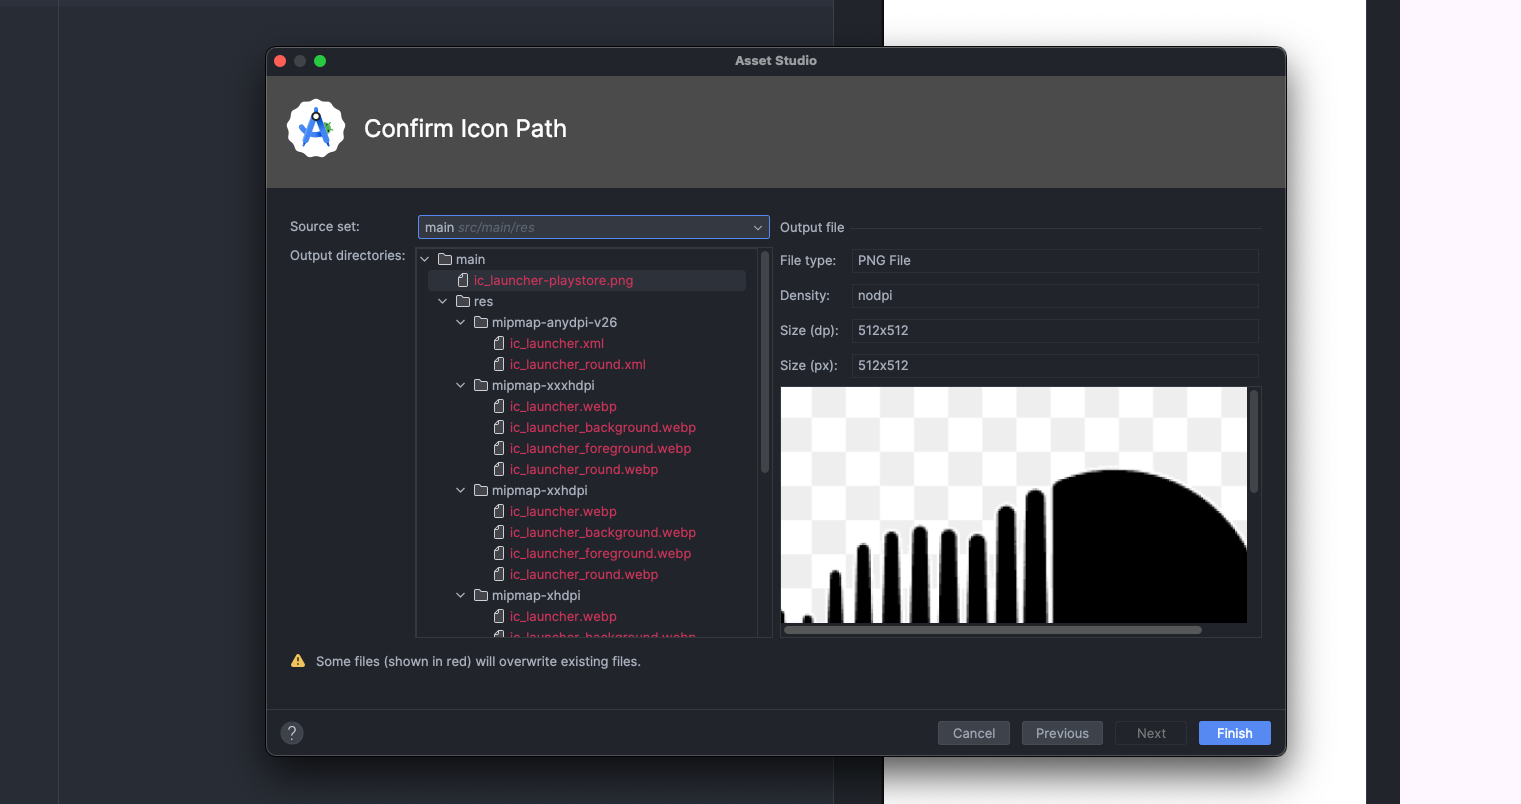 Asset Studio
Confirm Icon Path
Source set:
main src/main/res
Output directories:
main
ic_launcher-playstore.png
res
mipmap-anydpi-v26
ic_launcher.xml
ic_launcher_round.xml
mipmap-xxxhdpi
ic_launcher.webp
ic_launcher_background.webp
ic_launcher_foreground.webp
ic_launcher_round.webp
mipmap-xxhdpi
ic_launcher.webp
ic_launcher_background.webp
ic_launcher_foreground.webp
ic_launcher_round.webp
mipmap-xhdpi
ic_launcher.webp
ic_launcher_background.webp
Output file
File type: PNG File
Density: nodpi
Size (dp): 512x512
Size (px): 512x512
Some files (shown in red) will overwrite existing files.
?
Cancel Previous Next Finish